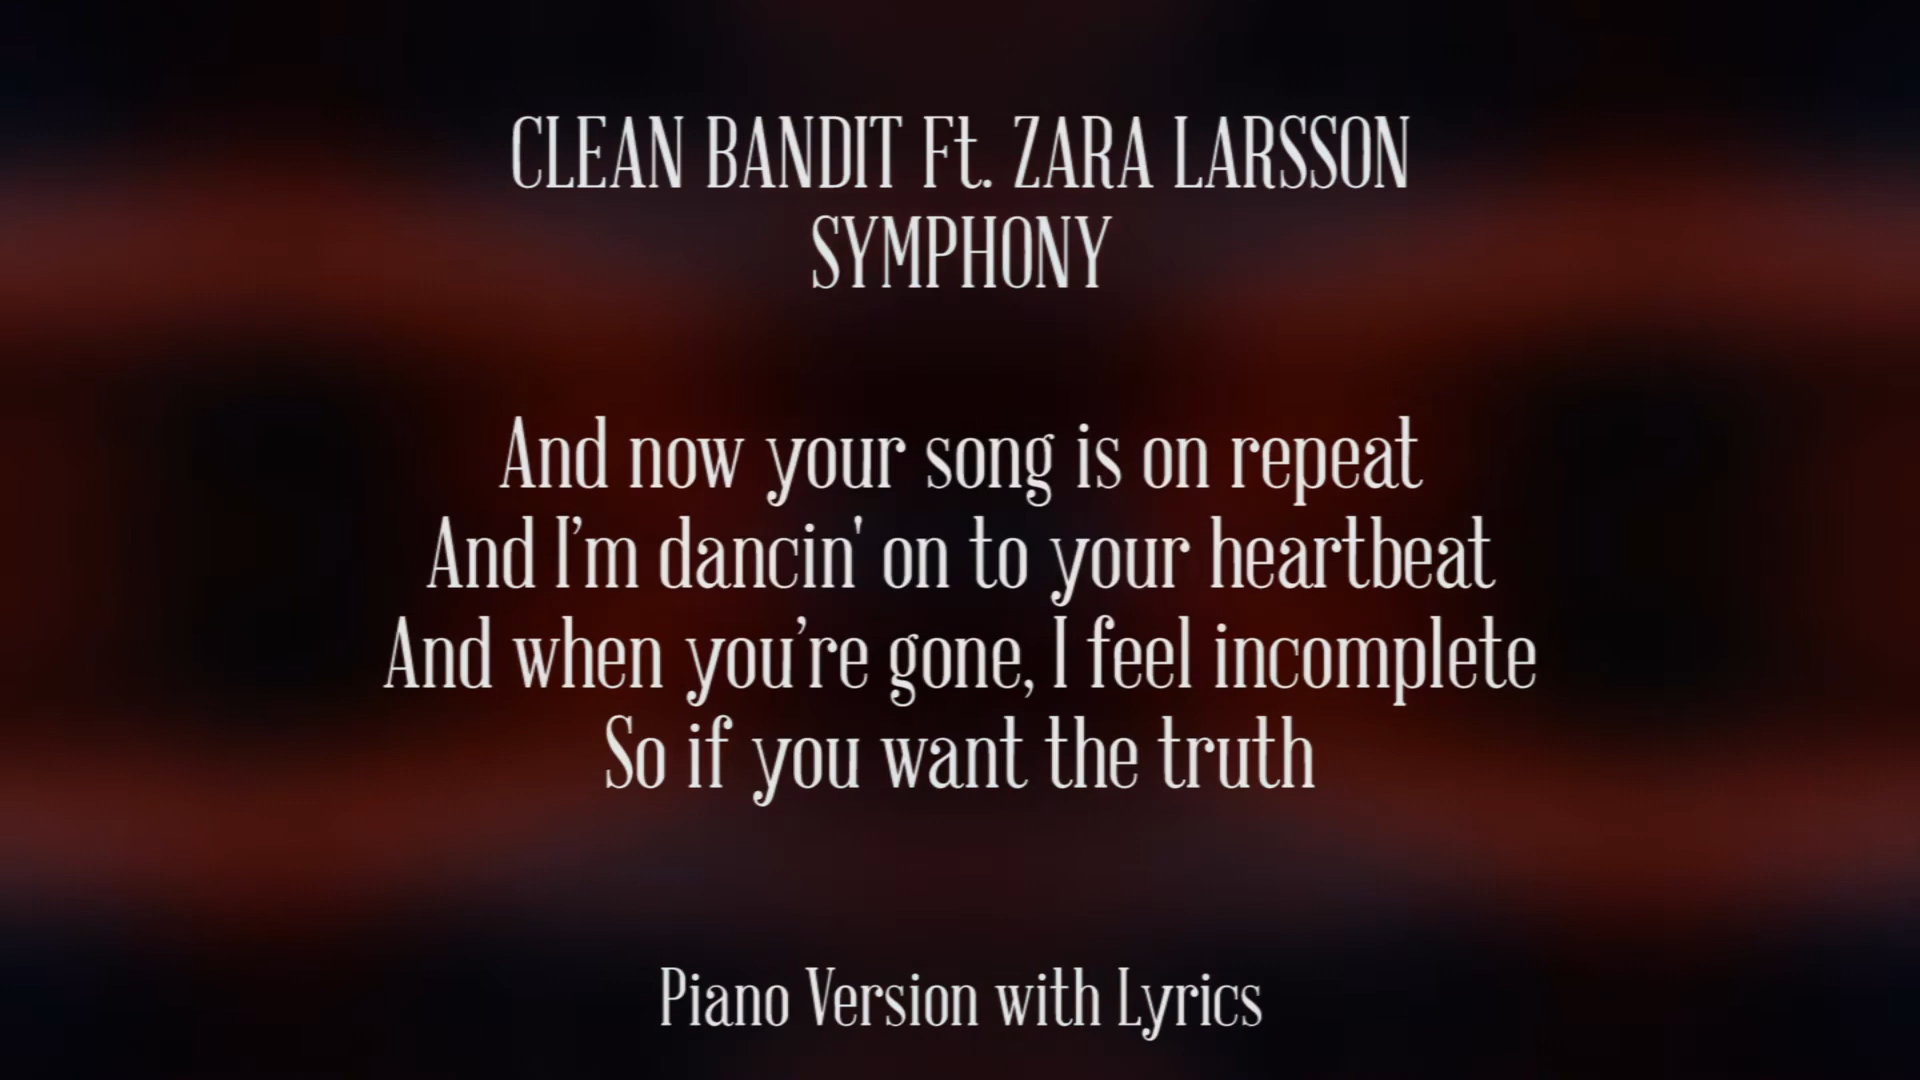 CLEAN BANDIT Ft. ZARA LARSSON
SYMPHONY
And now your song is on repeat
And I’m dancin' on to your heartbeat
And when you’re gone, I feel incomplete
So if you want the truth
Piano Version with Lyrics